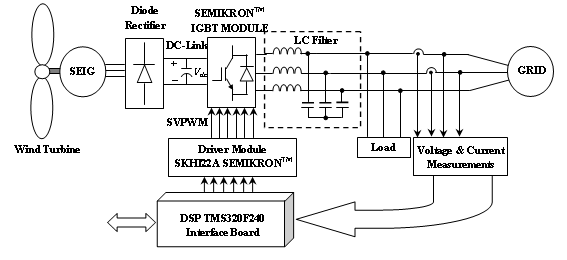 Diode
Rectifier
SEMIKRON™
IGBT MODULE
DC-Link
LC Filter
SEIG
+
Vdc
−
GRID
SVPWM
Wind Turbine
Driver Module
SKHI22A SEMIKRON™
Load
Voltage & Current
Measurements
DSP TMS320F240
Interface Board